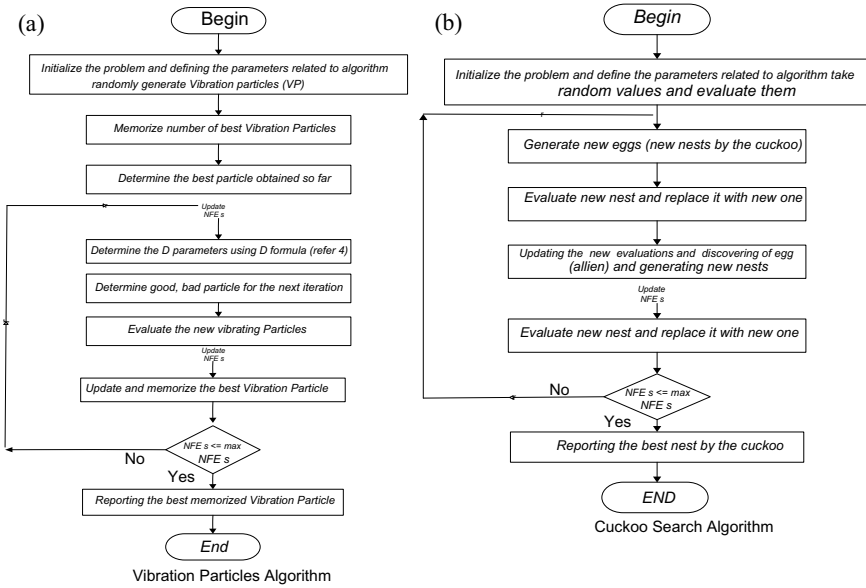 (a)
Begin
Initialize the problem and defining the parameters related to algorithm
randomly generate Vibration particles (VP)
Memorize number of best Vibration Particles
Determine the best particle obtained so far
Update
NFE s
Determine the D parameters using D formula (refer 4)
Determine good, bad particle for the next iteration
Evaluate the new vibrating Particles
Update
NFE s
Update and memorize the best Vibration Particle
NFE s <= max
NFE s
No
Yes
Reporting the best memorized Vibration Particle
End
Vibration Particles Algorithm
(b)
Begin
Initialize the problem and define the parameters related to algorithm take
random values and evaluate them
Generate new eggs (new nests by the cuckoo)
Evaluate new nest and replace it with new one
Updating the new evaluations and discovering of egg
(allien) and generating new nests
Update
NFE s
Evaluate new nest and replace it with new one
NFE s <= max
NFE s
No
Yes
Reporting the best nest by the cuckoo
END
Cuckoo Search Algorithm